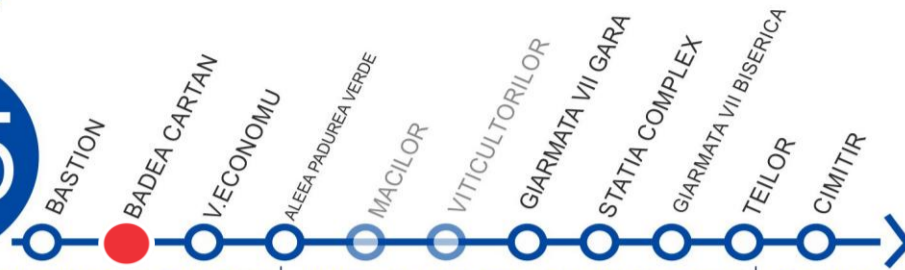 5
BASTION
BADEA CARTAN
V.ECONOMU
ALEEA PADUREA VERDE
MACILOR
VITICULTORILOR
GIARMATA VII GARA
STATIA COMPLEX
GIARMATA VII BISERICA
TEILOR
CIMITIR